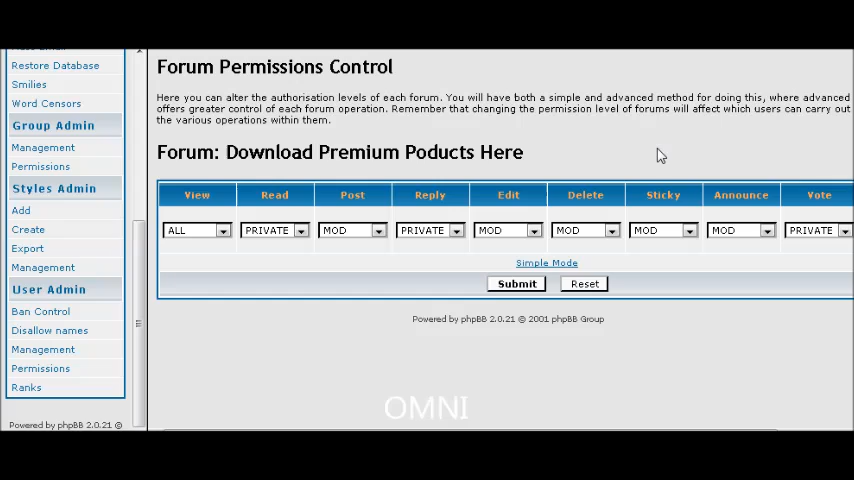 Restore Database
Smilies
Word Censors
Group Admin
Management
Permissions
Styles Admin
Add
Create
Export
Management
User Admin
Ban Control
Disallow names
Management
Permissions
Ranks
Powered by phpBB 2.0.21 ©
Forum Permissions Control
Here you can alter the authorisation levels of each forum. You will have both a simple and advanced method for doing this, where advanced
offers greater control of each forum operation. Remember that changing the permission level of forums will affect which users can carry out
the various operations within them.
Forum: Download Premium Poducts Here
View Read Post Reply Edit Delete Sticky Announce Vote
ALL PRIVATE MOD PRIVATE MOD MOD MOD MOD PRIVATE
Simple Mode
Submit Reset
Powered by phpBB 2.0.21 © 2001 phpBB Group
OMNI